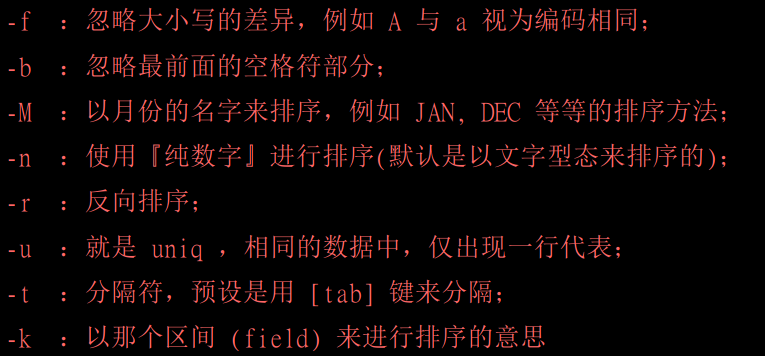 -f ：忽略大小写的差异，例如 A 与 a 视为编码相同；
-b ：忽略最前面的空格符部分；
-M ：以月份的名字来排序，例如 JAN, DEC 等等的排序方法；
-n ：使用『纯数字』进行排序(默认是以文字型态来排序的)；
-r ：反向排序；
-u ：就是 uniq ，相同的数据中，仅出现一行代表；
-t ：分隔符，预设是用 [tab] 键来分隔；
-k ：以那个区间 (field) 来进行排序的意思